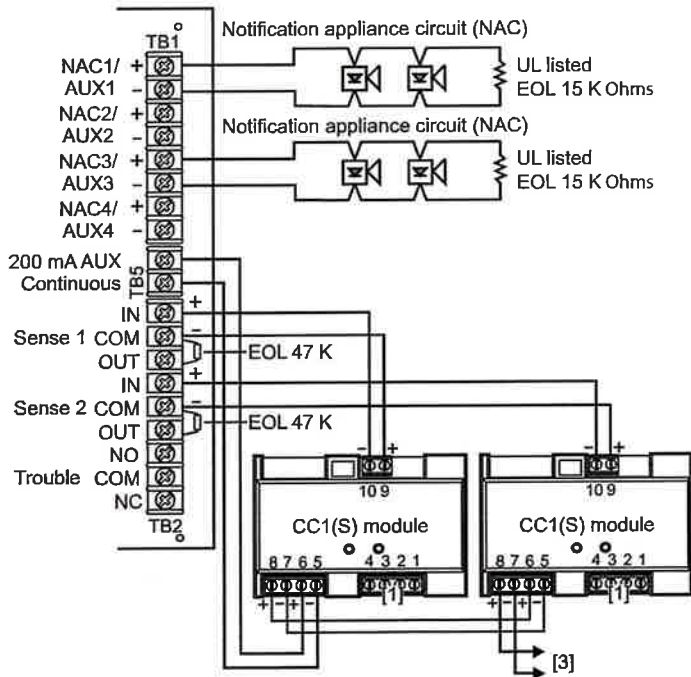 TB1
Notification appliance circuit (NAC)
NAC1/ +
AUX1 -
UL listed
EOL 15 K Ohms
NAC2/ +
AUX2 -
Notification appliance circuit (NAC)
NAC3/ +
AUX3 -
UL listed
EOL 15 K Ohms
NAC4/ +
AUX4 -
200 mA AUX
Continuous
TB5
IN +
Sense 1 COM -
OUT
EOL 47 K
IN +
Sense 2 COM -
OUT
EOL 47 K
NO
Trouble COM
NC
TB2
- +
10 9
CC1(S) module
8 7 6 5 4 3 2 1
+ - + -
[1]
- +
10 9
CC1(S) module
8 7 6 5 4 3 2 1
+ - + -
[1]
[3]